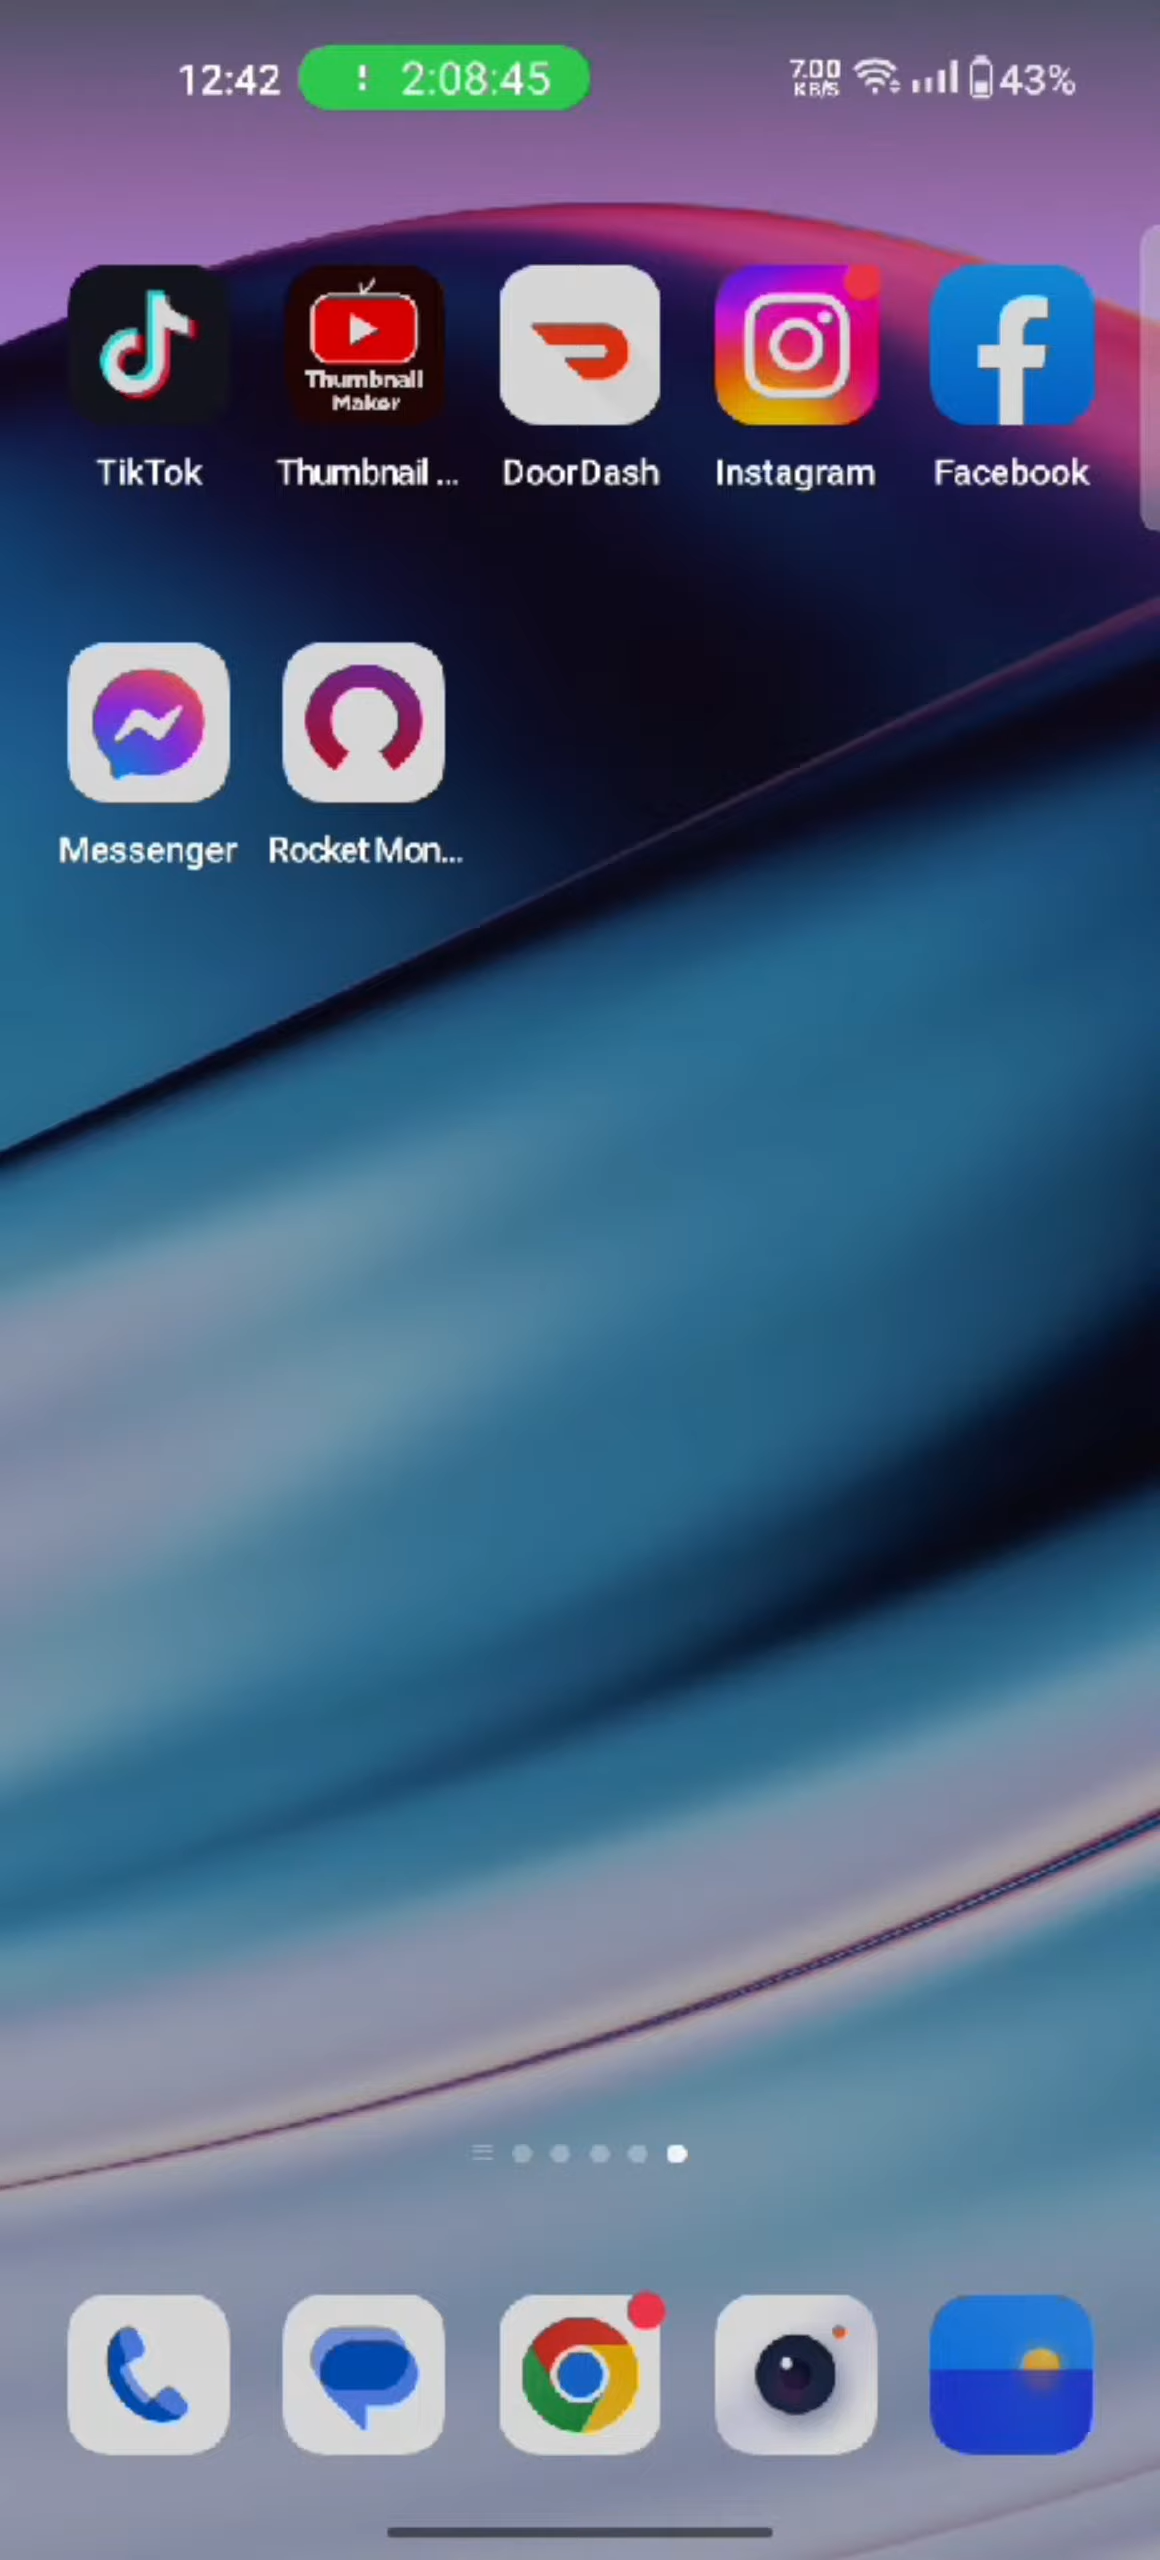 12:42 2:08:45 7.00 KB/S 43%
Thumbnail
Maker
TikTok Thumbnail ... DoorDash Instagram Facebook
Messenger Rocket Mon...